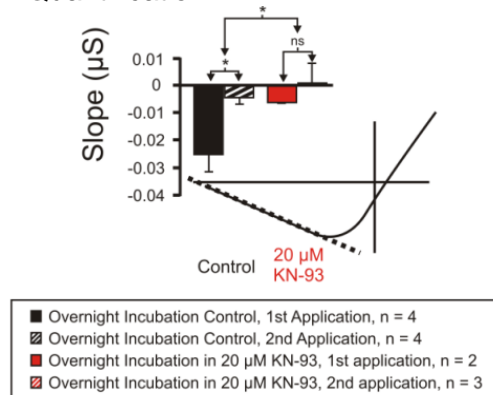 *
Slope (µS)
0.01
*
ns
0
-0.01
-0.02
-0.03
-0.04
Control
20 µM
KN-93
Overnight Incubation Control, 1st Application, n = 4
Overnight Incubation Control, 2nd Application, n = 4
Overnight Incubation in 20 µM KN-93, 1st application, n = 2
Overnight Incubation in 20 µM KN-93, 2nd application, n = 3